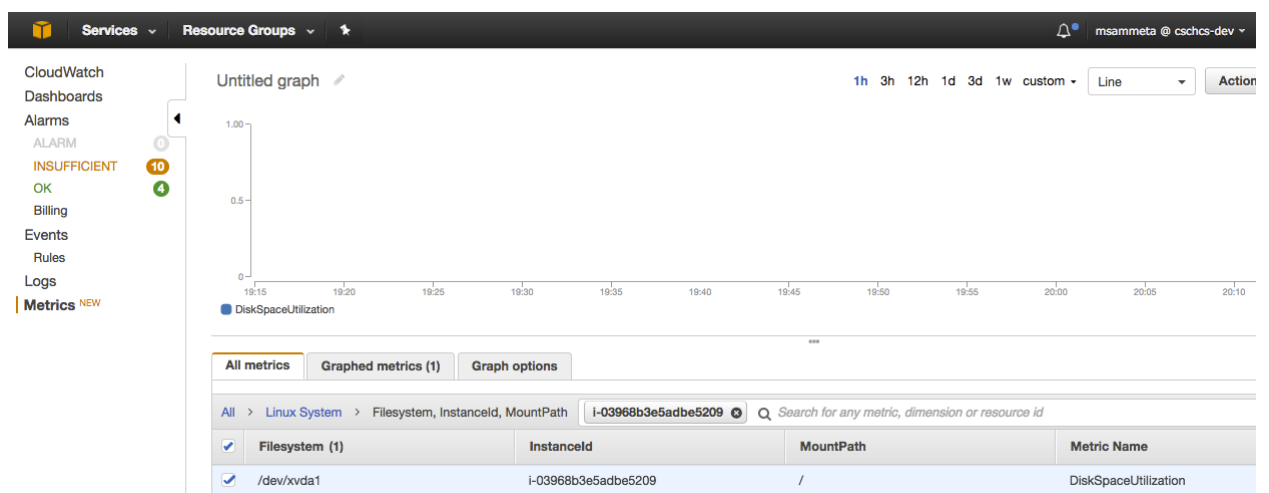 Services Resource Groups msammeta @ cschcs-dev
CloudWatch
Dashboards
Alarms
ALARM 0
INSUFFICIENT 10
OK 4
Billing
Events
Rules
Logs
Metrics NEW
Untitled graph 1h 3h 12h 1d 3d 1w custom Line Action
1.00
0.5
0
19:15 19:20 19:25 19:30 19:35 19:40 19:45 19:50 19:55 20:00 20:05 20:10
DiskSpaceUtilization
All metrics Graphed metrics (1) Graph options
All > Linux System > Filesystem, InstanceId, MountPath i-03968b3e5adbe5209 Search for any metric, dimension or resource id
Filesystem (1) InstanceId MountPath Metric Name
/dev/xvda1 i-03968b3e5adbe5209 / DiskSpaceUtilization